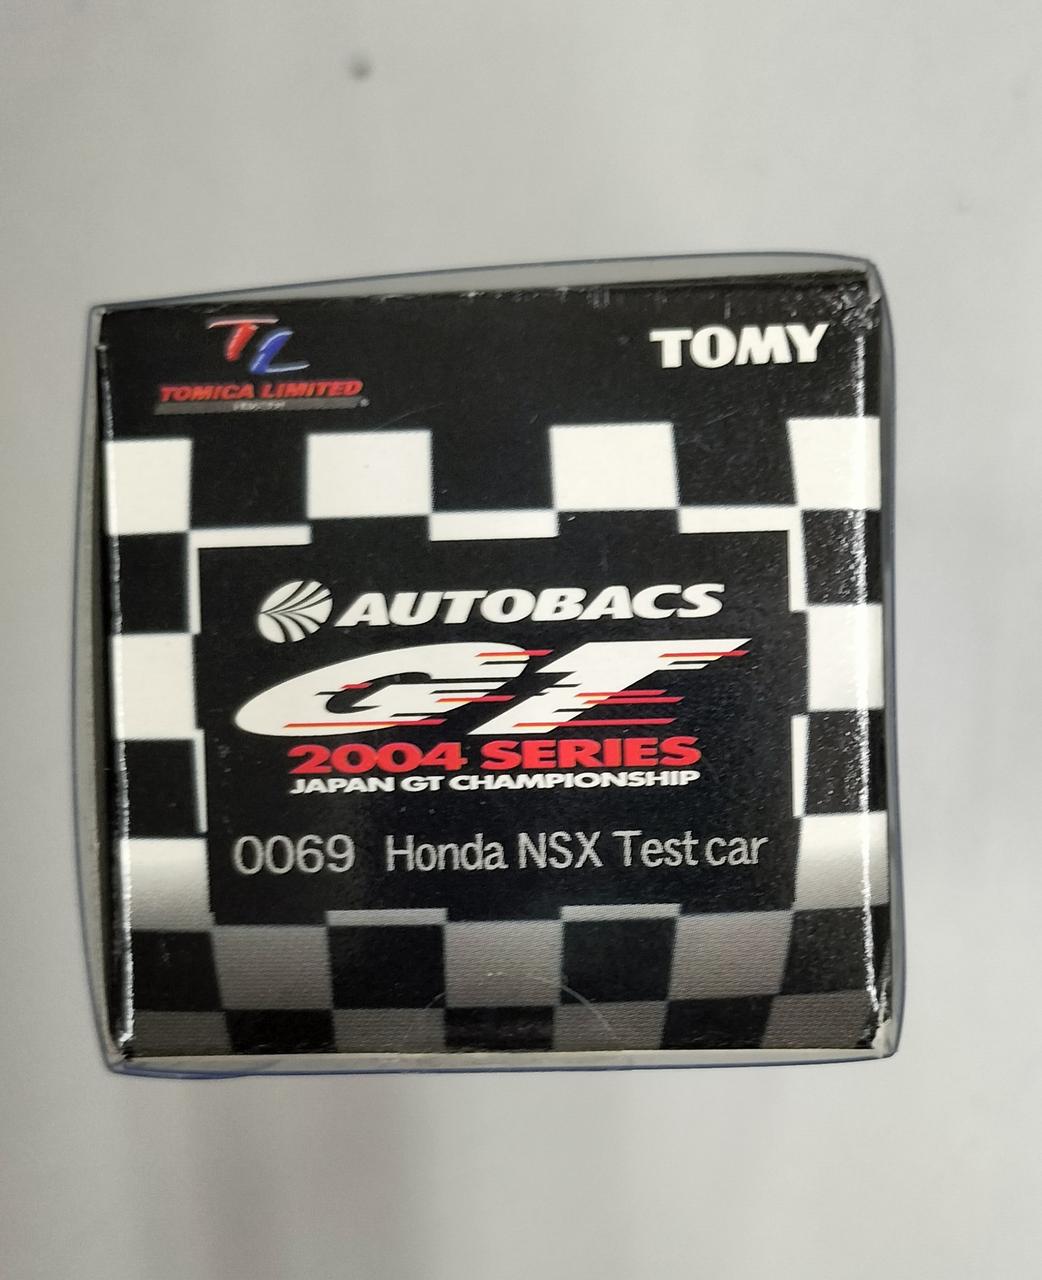 TL
TOMICA LIMITED
TOMY
AUTOBACS
GT
2004 SERIES
JAPAN GT CHAMPIONSHIP
0069 Honda NSX Test car